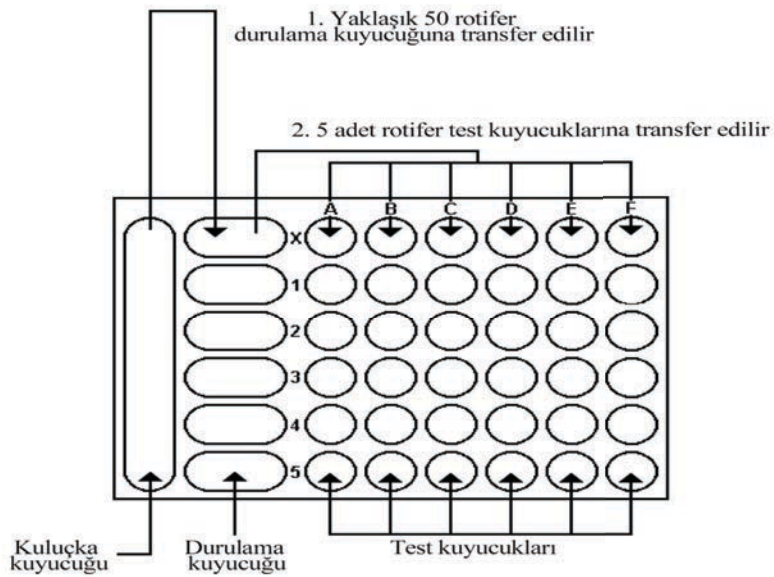 1. Yaklaşık 50 rotifer
durulama kuyucuğuna transfer edilir
2. 5 adet rotifer test kuyucuklarına transfer edilir
A B C D E F
X
1
2
3
4
5
Kuluçka
kuyucuğu
Durulama
kuyucuğu
Test kuyucukları